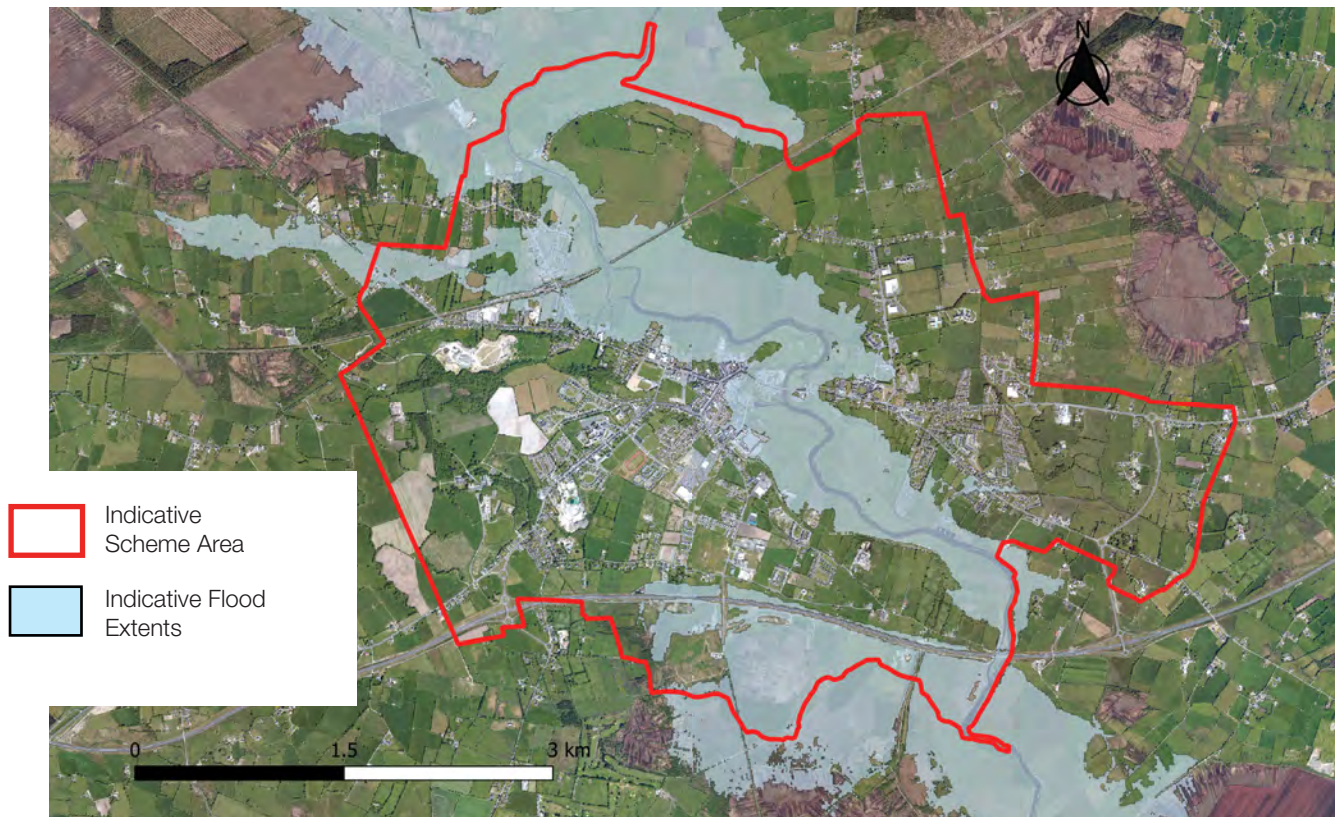 N
Indicative
Scheme Area
Indicative Flood
Extents
0 1.5 3 km